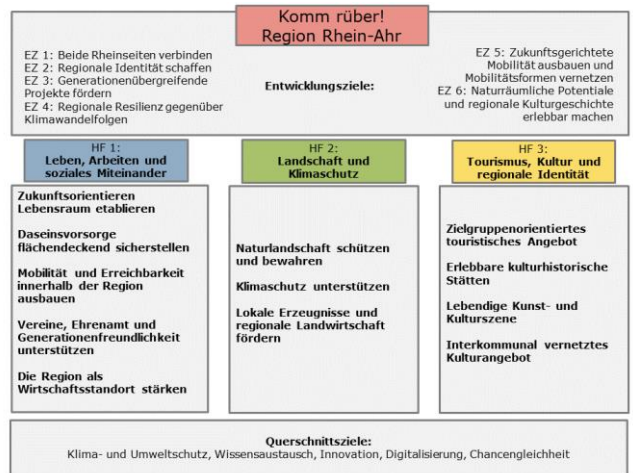 Komm rüber!
Region Rhein-Ahr
EZ 1: Beide Rheinseiten verbinden
EZ 2: Regionale Identität schaffen
EZ 3: Generationenübergreifende
Projekte fördern
EZ 4: Regionale Resilienz gegenüber
Klimawandelfolgen
Entwicklungsziele:
EZ 5: Zukunftsgerichtete
Mobilität ausbauen und
Mobilitätsformen vernetzen
EZ 6: Naturräumliche Potentiale
und regionale Kulturgeschichte
erlebbar machen
HF 1:
Leben, Arbeiten und
soziales Miteinander
Zukunftsorientieren
Lebensraum etablieren
Daseinsvorsorge
flächendeckend sicherstellen
Mobilität und Erreichbarkeit
innerhalb der Region
ausbauen
Vereine, Ehrenamt und
Generationenfreundlichkeit
unterstützen
Die Region als
Wirtschaftsstandort stärken
HF 2:
Landschaft und
Klimaschutz
Naturlandschaft schützen
und bewahren
Klimaschutz unterstützen
Lokale Erzeugnisse und
regionale Landwirtschaft
fördern
HF 3:
Tourismus, Kultur und
regionale Identität
Zielgruppenorientiertes
touristisches Angebot
Erlebbare kulturhistorische
Stätten
Lebendige Kunst- und
Kulturszene
Interkommunal vernetztes
Kulturangebot
Querschnittsziele:
Klima- und Umweltschutz, Wissensaustausch, Innovation, Digitalisierung, Chancengleichheit